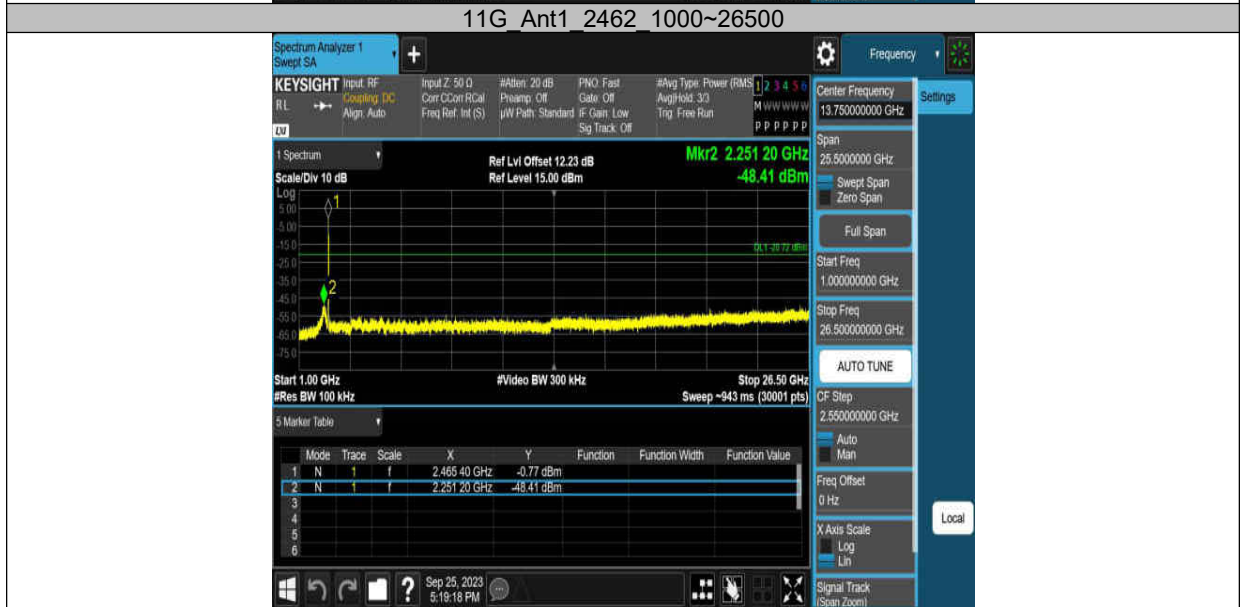 11G_Ant1_2462_1000~26500
Spectrum Analyzer 1
Swept SA
+
Frequency
KEYSIGHT
Input: RF
Input Z: 50 Ω
#Atten: 20 dB
PNO: Fast
#Avg Type: Power (RMS
1 2 3 4 5 6
RL
Coupling: DC
Corr CCorr RCal
Preamp: Off
Gate: Off
Avg|Hold: 3/3
M W W W W W
Align: Auto
Freq Ref: Int (S)
µW Path: Standard
IF Gain: Low
Trig: Free Run
Sig Track: Off
P P P P P P
LXI
1 Spectrum
Ref Lvl Offset 12.23 dB
Mkr2 2.251 20 GHz
Scale/Div 10 dB
Ref Level 15.00 dBm
-48.41 dBm
Log
5.00
-5.00
-15.0
-25.0
-35.0
-45.0
-55.0
-65.0
-75.0
1
2
DL1 -20.72 dBm
Start 1.00 GHz
#Video BW 300 kHz
Stop 26.50 GHz
#Res BW 100 kHz
Sweep ~943 ms (30001 pts)
5 Marker Table
Mode Trace Scale X Y Function Function Width Function Value
1 N 1 f 2.465 40 GHz -0.77 dBm
2 N 1 f 2.251 20 GHz -48.41 dBm
3
4
5
6
Sep 25, 2023
5:19:18 PM
Center Frequency
13.750000000 GHz
Settings
Span
25.5000000 GHz
Swept Span
Zero Span
Full Span
Start Freq
1.000000000 GHz
Stop Freq
26.500000000 GHz
AUTO TUNE
CF Step
2.550000000 GHz
Auto
Man
Freq Offset
0 Hz
Local
X Axis Scale
Log
Lin
Signal Track
(Span Zoom)